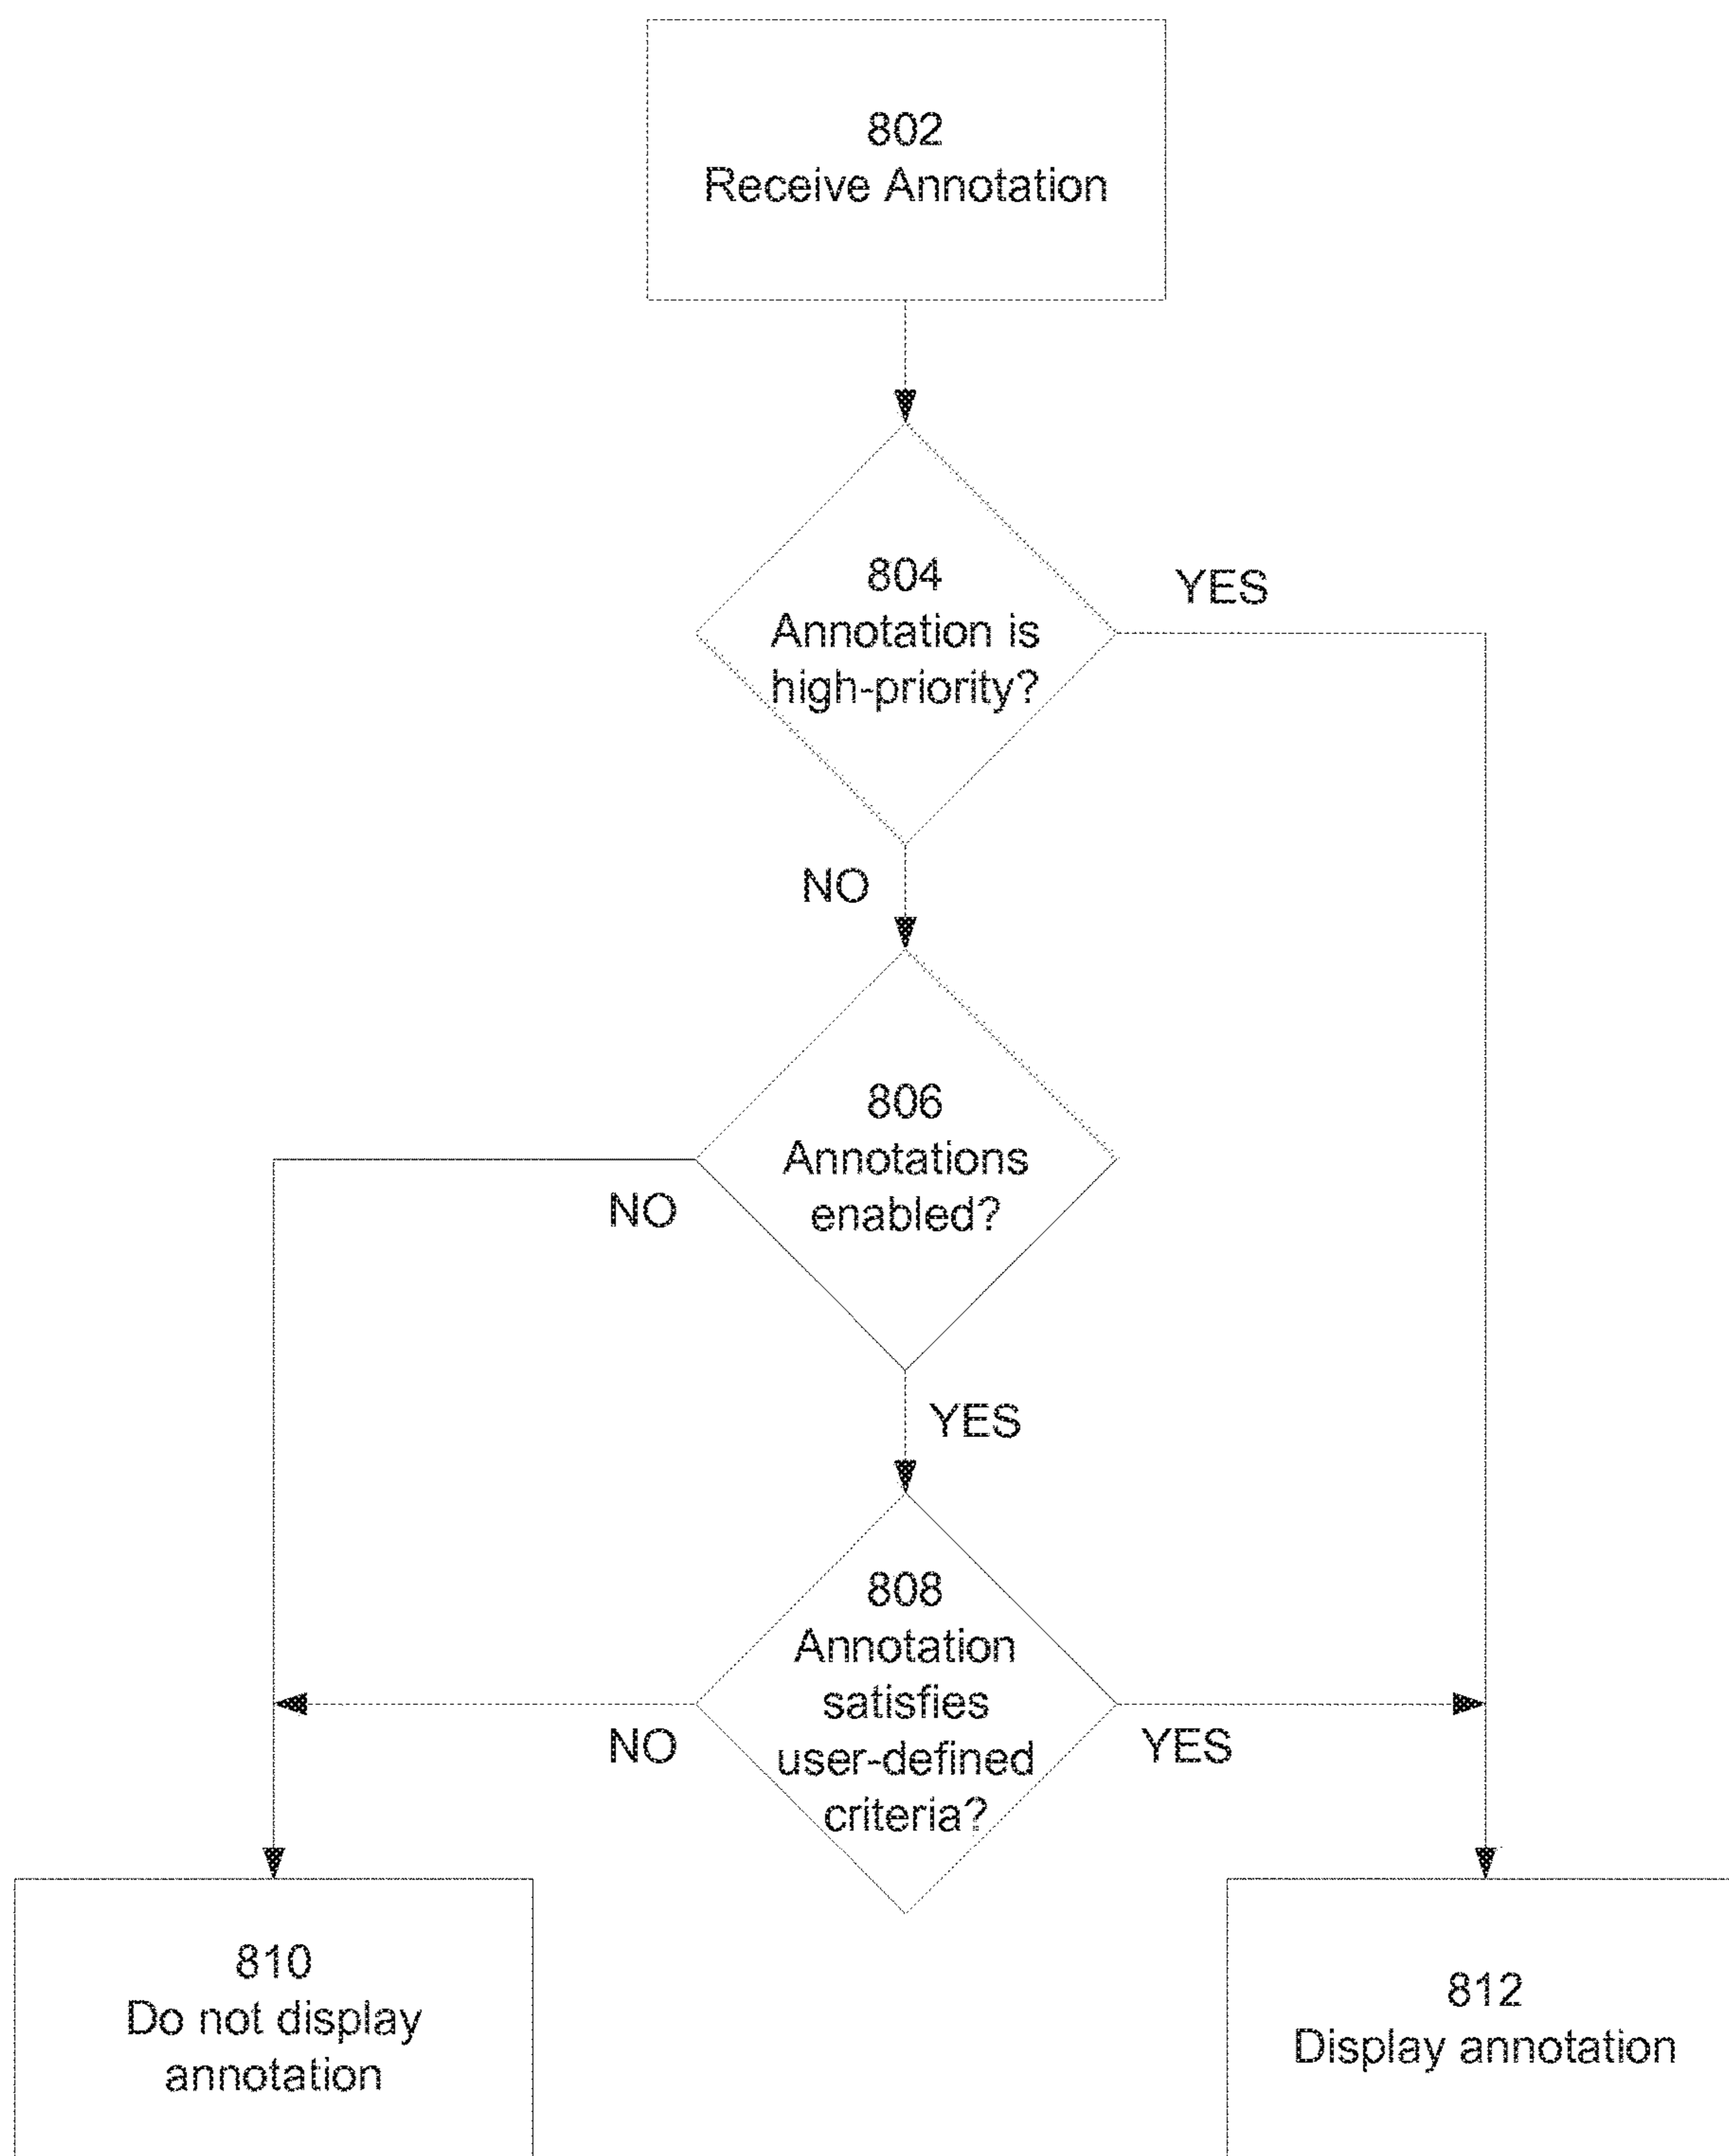 802
Receive Annotation
804
Annotation is
high-priority?
YES
NO
806
Annotations
enabled?
NO
YES
808
Annotation
satisfies
user-defined
criteria?
NO
YES
810
Do not display
annotation
812
Display annotation